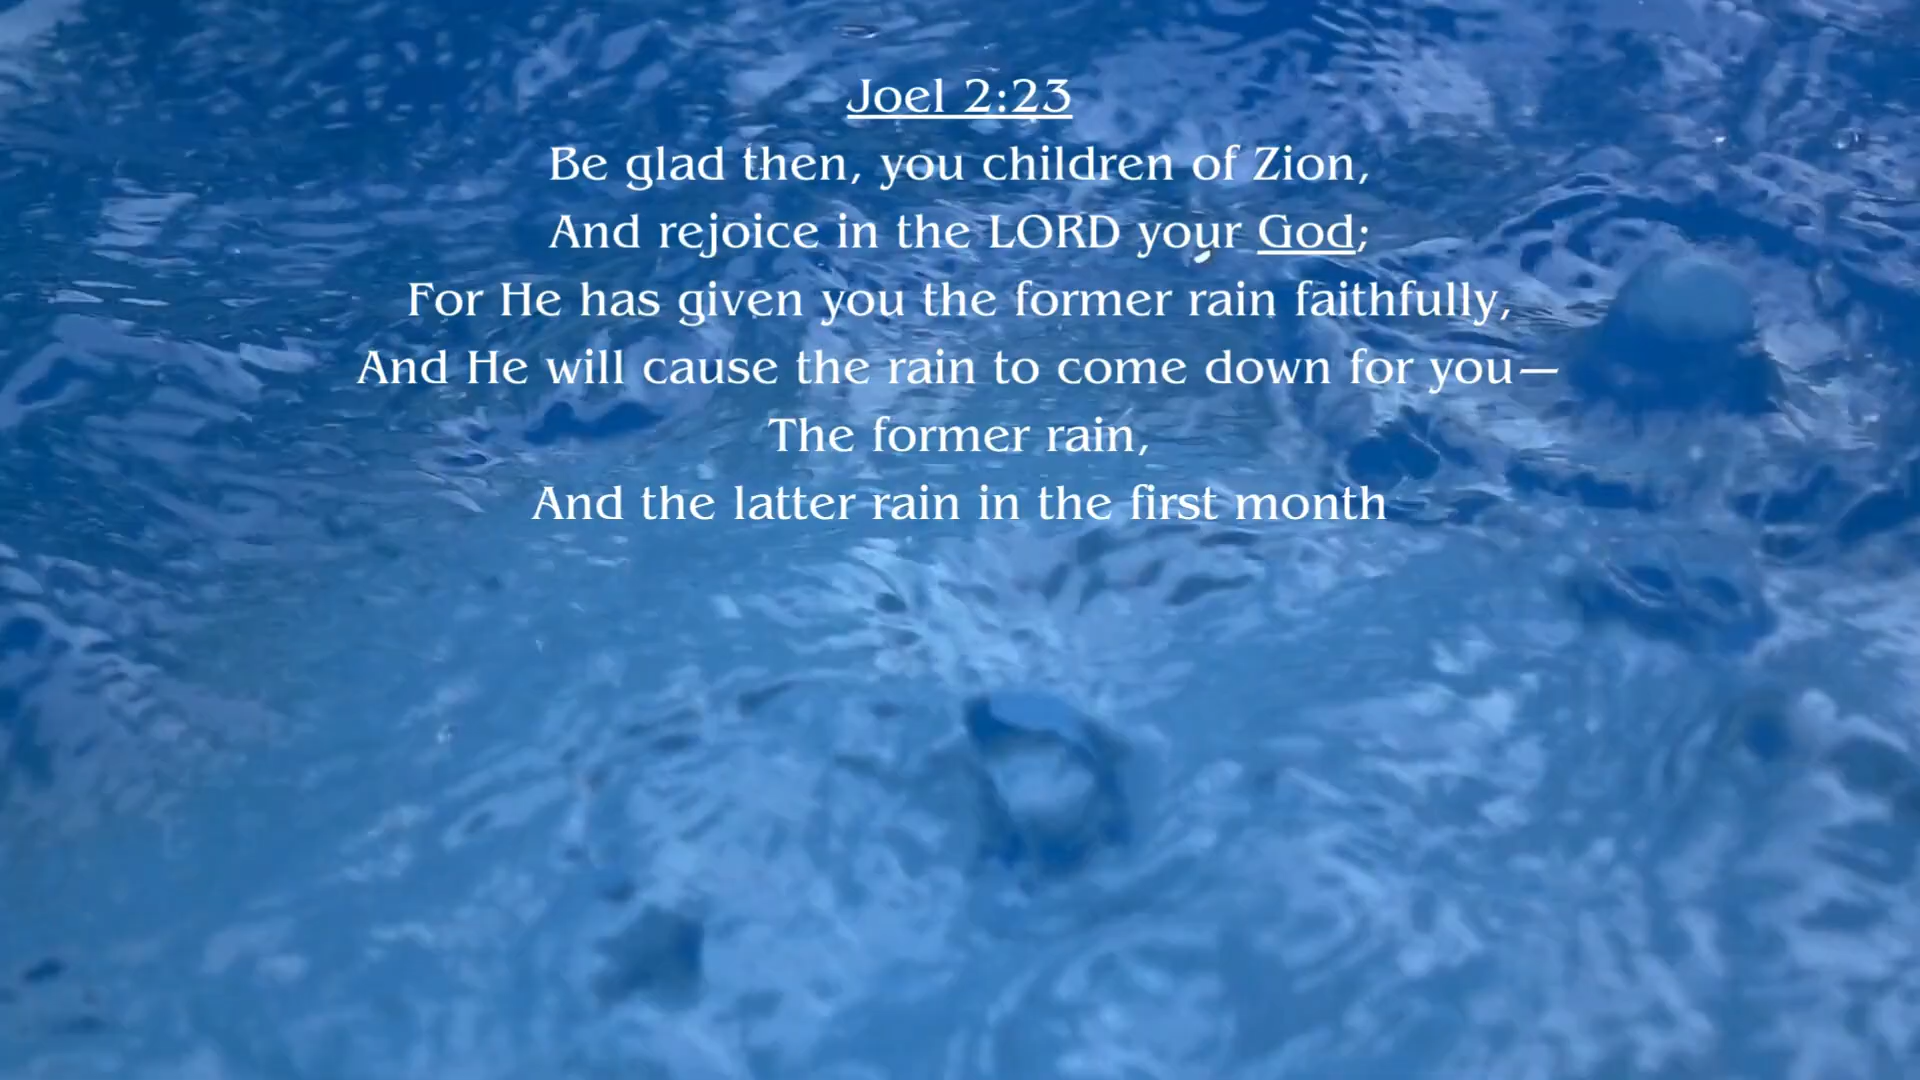 Joel 2:23
Be glad then, you children of Zion,
And rejoice in the LORD your God;
For He has given you the former rain faithfully,
And He will cause the rain to come down for you—
The former rain,
And the latter rain in the first month